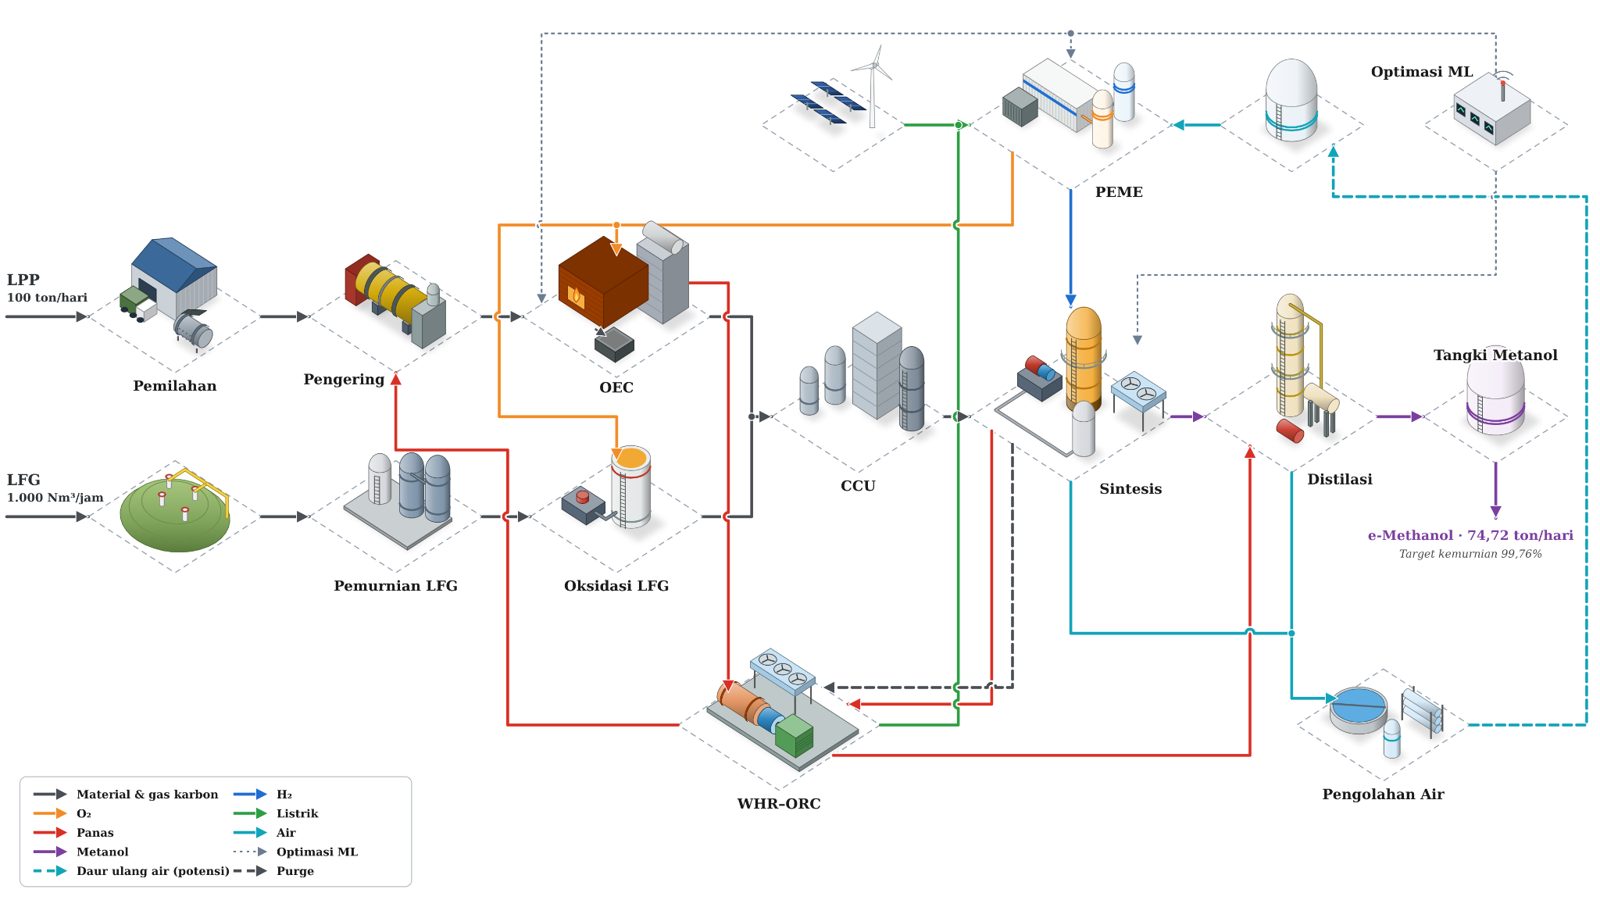 Optimasi ML
PEME
LPP
100 ton/hari
Pemilahan
Pengering
OEC
CCU
Sintesis
Distilasi
Tangki Metanol
LFG
1.000 Nm³/jam
Pemurnian LFG
Oksidasi LFG
e-Methanol · 74,72 ton/hari
Target kemurnian 99,76%
WHR–ORC
Pengolahan Air
Material & gas karbon
O₂
Panas
Metanol
Daur ulang air (potensi)
H₂
Listrik
Air
Optimasi ML
Purge